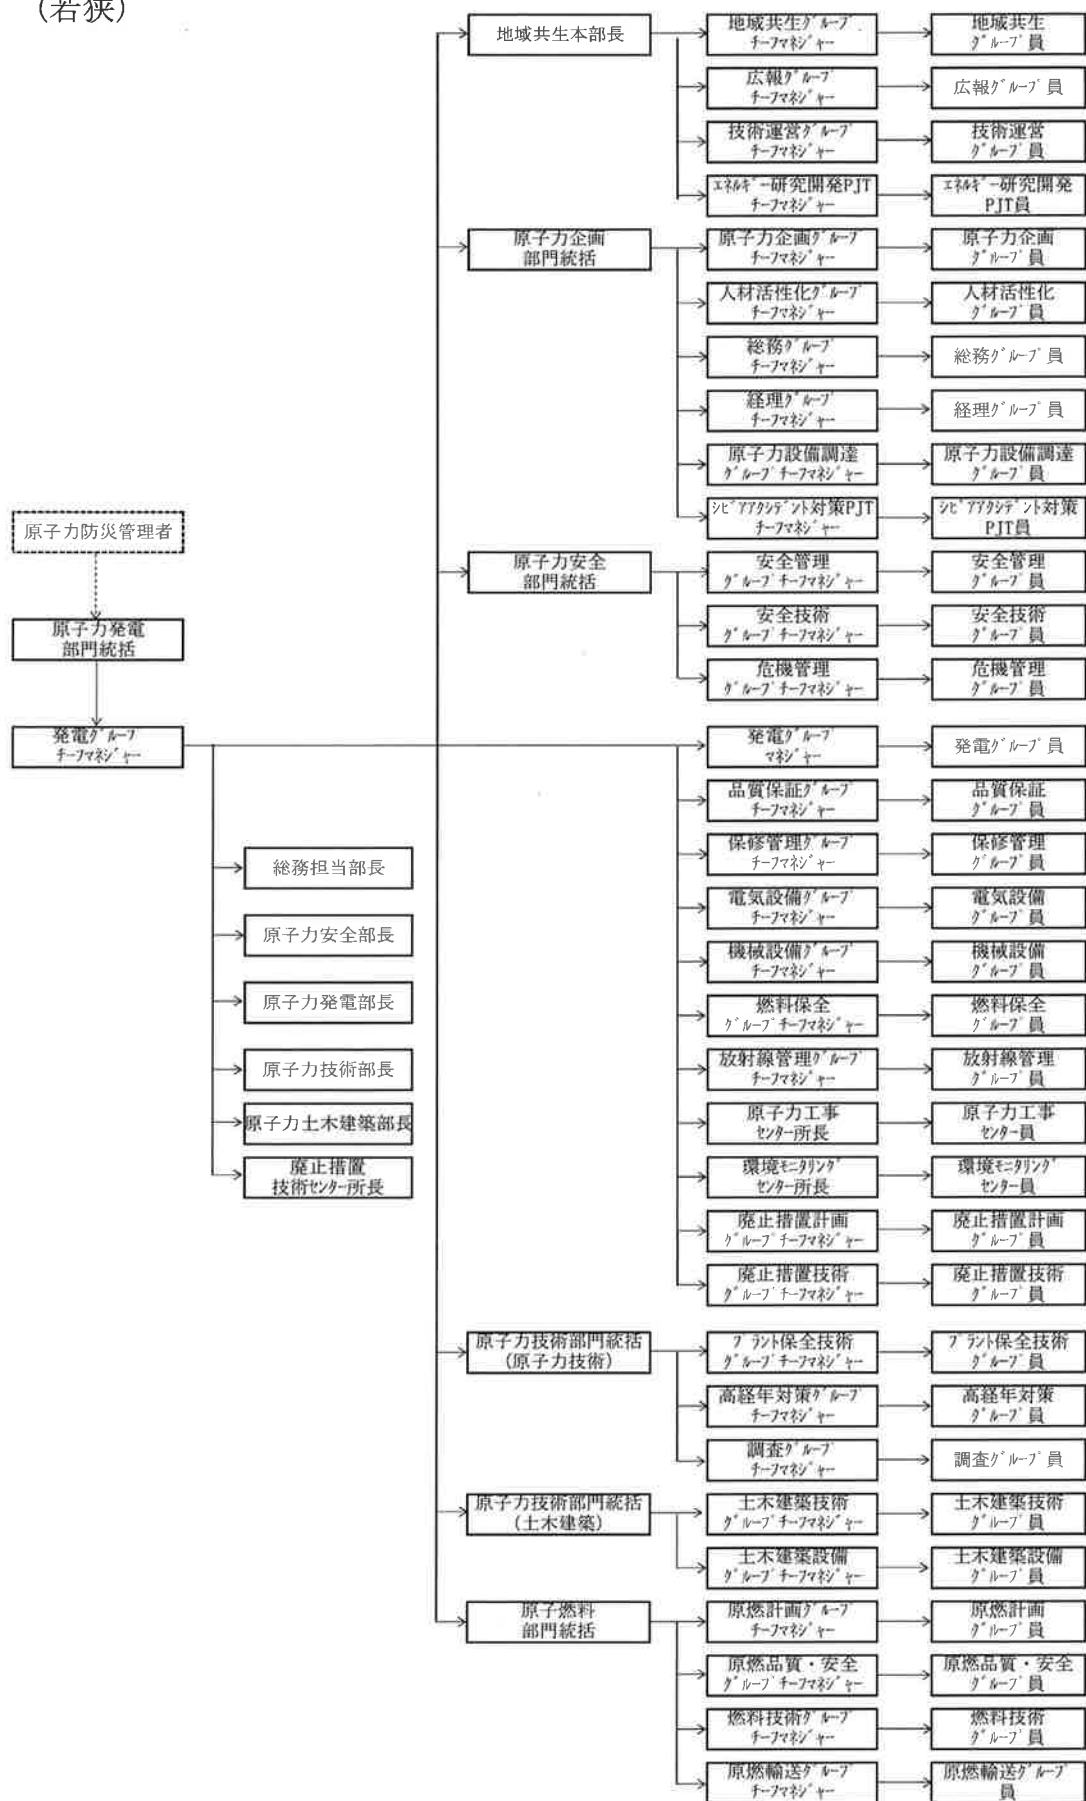 (若狭)
地域共生本部長
地域共生ｸﾞﾙｰﾌﾟ
ﾁｰﾌﾏﾈｼﾞｬｰ
地域共生
ｸﾞﾙｰﾌﾟ員
広報ｸﾞﾙｰﾌﾟ
ﾁｰﾌﾏﾈｼﾞｬｰ
広報ｸﾞﾙｰﾌﾟ員
技術運営ｸﾞﾙｰﾌﾟ
ﾁｰﾌﾏﾈｼﾞｬｰ
技術運営
ｸﾞﾙｰﾌﾟ員
ｴﾈﾙｷﾞｰ研究開発PJT
ﾁｰﾌﾏﾈｼﾞｬｰ
ｴﾈﾙｷﾞｰ研究開発
PJT員
原子力企画
部門統括
原子力企画ｸﾞﾙｰﾌﾟ
ﾁｰﾌﾏﾈｼﾞｬｰ
原子力企画
ｸﾞﾙｰﾌﾟ員
人材活性化ｸﾞﾙｰﾌﾟ
ﾁｰﾌﾏﾈｼﾞｬｰ
人材活性化
ｸﾞﾙｰﾌﾟ員
総務ｸﾞﾙｰﾌﾟ
ﾁｰﾌﾏﾈｼﾞｬｰ
総務ｸﾞﾙｰﾌﾟ員
経理ｸﾞﾙｰﾌﾟ
ﾁｰﾌﾏﾈｼﾞｬｰ
経理ｸﾞﾙｰﾌﾟ員
原子力設備調達
ｸﾞﾙｰﾌﾟﾁｰﾌﾏﾈｼﾞｬｰ
原子力設備調達
ｸﾞﾙｰﾌﾟ員
ｼﾋﾞｱｱｸｼﾃﾞﾝﾄ対策PJT
ﾁｰﾌﾏﾈｼﾞｬｰ
ｼﾋﾞｱｱｸｼﾃﾞﾝﾄ対策
PJT員
原子力防災管理者
原子力発電
部門統括
発電ｸﾞﾙｰﾌﾟ
ﾁｰﾌﾏﾈｼﾞｬｰ
原子力安全
部門統括
安全管理
ｸﾞﾙｰﾌﾟﾁｰﾌﾏﾈｼﾞｬｰ
安全管理
ｸﾞﾙｰﾌﾟ員
安全技術
ｸﾞﾙｰﾌﾟﾁｰﾌﾏﾈｼﾞｬｰ
安全技術
ｸﾞﾙｰﾌﾟ員
危機管理
ｸﾞﾙｰﾌﾟﾁｰﾌﾏﾈｼﾞｬｰ
危機管理
ｸﾞﾙｰﾌﾟ員
発電ｸﾞﾙｰﾌﾟ
ﾏﾈｼﾞｬｰ
発電ｸﾞﾙｰﾌﾟ員
品質保証ｸﾞﾙｰﾌﾟ
ﾁｰﾌﾏﾈｼﾞｬｰ
品質保証
ｸﾞﾙｰﾌﾟ員
保修管理ｸﾞﾙｰﾌﾟ
ﾁｰﾌﾏﾈｼﾞｬｰ
保修管理
ｸﾞﾙｰﾌﾟ員
電気設備ｸﾞﾙｰﾌﾟ
ﾁｰﾌﾏﾈｼﾞｬｰ
電気設備
ｸﾞﾙｰﾌﾟ員
機械設備ｸﾞﾙｰﾌﾟ
ﾁｰﾌﾏﾈｼﾞｬｰ
機械設備
ｸﾞﾙｰﾌﾟ員
燃料保全
ｸﾞﾙｰﾌﾟﾁｰﾌﾏﾈｼﾞｬｰ
燃料保全
ｸﾞﾙｰﾌﾟ員
放射線管理ｸﾞﾙｰﾌﾟ
ﾁｰﾌﾏﾈｼﾞｬｰ
放射線管理
ｸﾞﾙｰﾌﾟ員
原子力工事
ｾﾝﾀｰ所長
原子力工事
ｾﾝﾀｰ員
環境ﾓﾆﾀﾘﾝｸﾞ
ｾﾝﾀｰ所長
環境ﾓﾆﾀﾘﾝｸﾞ
ｾﾝﾀｰ員
廃止措置計画
ｸﾞﾙｰﾌﾟﾁｰﾌﾏﾈｼﾞｬｰ
廃止措置計画
ｸﾞﾙｰﾌﾟ員
廃止措置技術
ｸﾞﾙｰﾌﾟﾁｰﾌﾏﾈｼﾞｬｰ
廃止措置技術
ｸﾞﾙｰﾌﾟ員
総務担当部長
原子力安全部長
原子力発電部長
原子力技術部長
原子力土木建築部長
廃止措置
技術ｾﾝﾀｰ所長
原子力技術部門統括
(原子力技術)
ﾌﾟﾗﾝﾄ保全技術
ｸﾞﾙｰﾌﾟﾁｰﾌﾏﾈｼﾞｬｰ
ﾌﾟﾗﾝﾄ保全技術
ｸﾞﾙｰﾌﾟ員
高経年対策ｸﾞﾙｰﾌﾟ
ﾁｰﾌﾏﾈｼﾞｬｰ
高経年対策
ｸﾞﾙｰﾌﾟ員
調査ｸﾞﾙｰﾌﾟ
ﾁｰﾌﾏﾈｼﾞｬｰ
調査ｸﾞﾙｰﾌﾟ員
原子力技術部門統括
(土木建築)
土木建築技術
ｸﾞﾙｰﾌﾟﾁｰﾌﾏﾈｼﾞｬｰ
土木建築技術
ｸﾞﾙｰﾌﾟ員
土木建築設備
ｸﾞﾙｰﾌﾟﾁｰﾌﾏﾈｼﾞｬｰ
土木建築設備
ｸﾞﾙｰﾌﾟ員
原子燃料
部門統括
原燃計画ｸﾞﾙｰﾌﾟ
ﾁｰﾌﾏﾈｼﾞｬｰ
原燃計画
ｸﾞﾙｰﾌﾟ員
原燃品質・安全
ｸﾞﾙｰﾌﾟﾁｰﾌﾏﾈｼﾞｬｰ
原燃品質・安全
ｸﾞﾙｰﾌﾟ員
燃料技術ｸﾞﾙｰﾌﾟ
ﾁｰﾌﾏﾈｼﾞｬｰ
燃料技術
ｸﾞﾙｰﾌﾟ員
原燃輸送ｸﾞﾙｰﾌﾟ
ﾁｰﾌﾏﾈｼﾞｬｰ
原燃輸送ｸﾞﾙｰﾌﾟ
員